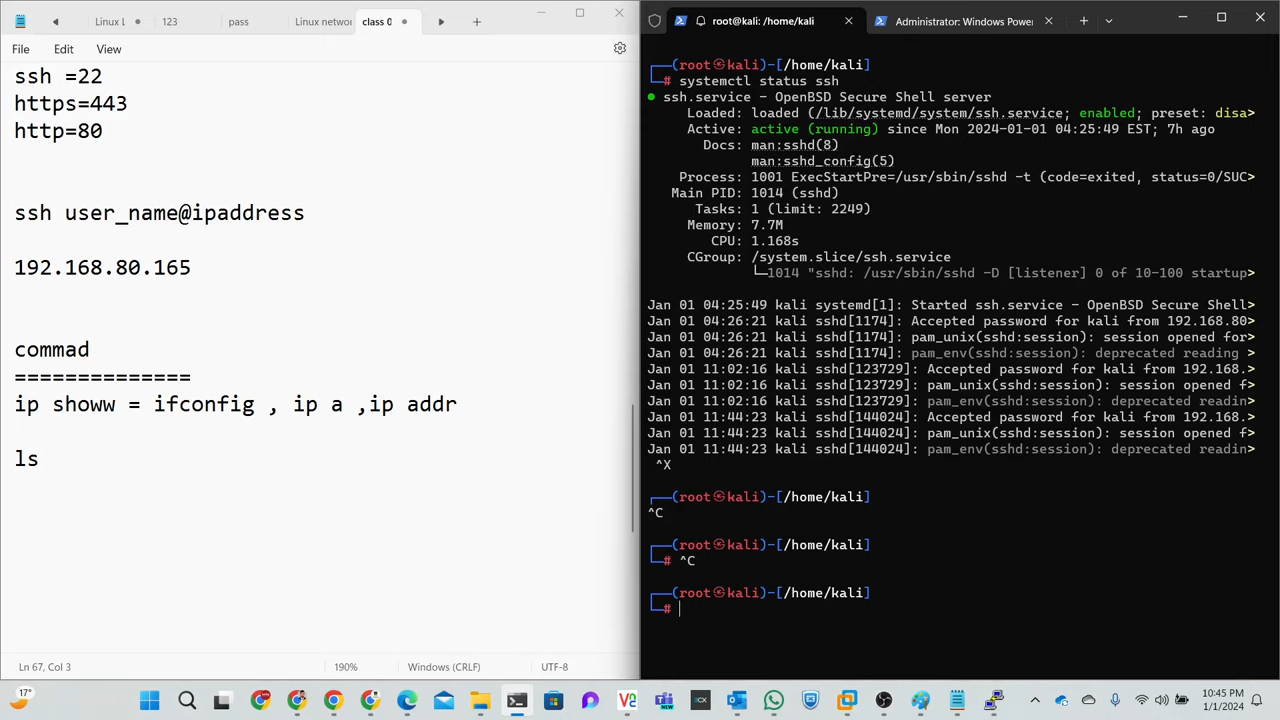 Linux l
123
pass
Linux networ
class 0
File
Edit
View
ssh =22
https=443
http=80
ssh user_name@ipaddress
192.168.80.165
commad
==============
ip showw = ifconfig , ip a ,ip addr
ls
Ln 67, Col 3
190%
Windows (CRLF)
UTF-8
root@kali: /home/kali
Administrator: Windows Powe
┌──(root㉿kali)-[/home/kali]
└─# systemctl status ssh
● ssh.service - OpenBSD Secure Shell server
Loaded: loaded (/lib/systemd/system/ssh.service; enabled; preset: disa>
Active: active (running) since Mon 2024-01-01 04:25:49 EST; 7h ago
Docs: man:sshd(8)
man:sshd_config(5)
Process: 1001 ExecStartPre=/usr/sbin/sshd -t (code=exited, status=0/SUC>
Main PID: 1014 (sshd)
Tasks: 1 (limit: 2249)
Memory: 7.7M
CPU: 1.168s
CGroup: /system.slice/ssh.service
└─1014 "sshd: /usr/sbin/sshd -D [listener] 0 of 10-100 startup>
Jan 01 04:25:49 kali systemd[1]: Started ssh.service - OpenBSD Secure Shell>
Jan 01 04:26:21 kali sshd[1174]: Accepted password for kali from 192.168.80>
Jan 01 04:26:21 kali sshd[1174]: pam_unix(sshd:session): session opened for>
Jan 01 04:26:21 kali sshd[1174]: pam_env(sshd:session): deprecated reading >
Jan 01 11:02:16 kali sshd[123729]: Accepted password for kali from 192.168.>
Jan 01 11:02:16 kali sshd[123729]: pam_unix(sshd:session): session opened f>
Jan 01 11:02:16 kali sshd[123729]: pam_env(sshd:session): deprecated readin>
Jan 01 11:44:23 kali sshd[144024]: Accepted password for kali from 192.168.>
Jan 01 11:44:23 kali sshd[144024]: pam_unix(sshd:session): session opened f>
Jan 01 11:44:23 kali sshd[144024]: pam_env(sshd:session): deprecated readin>
^X
┌──(root㉿kali)-[/home/kali]
^C
┌──(root㉿kali)-[/home/kali]
└─# ^C
┌──(root㉿kali)-[/home/kali]
└─#
17°
10:45 PM
1/1/2024